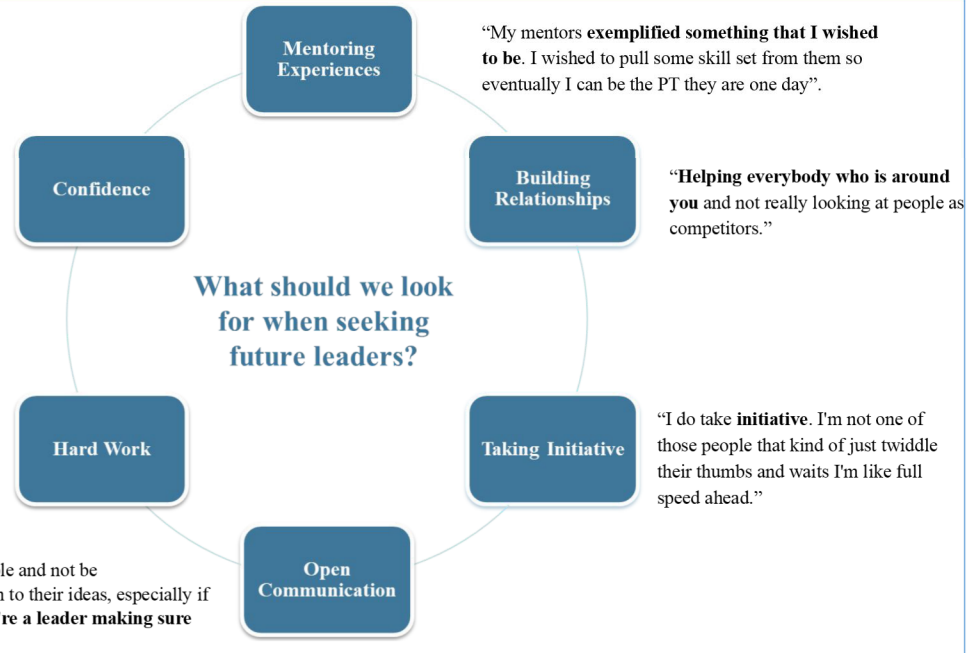 Mentoring
Experiences
“My mentors exemplified something that I wished
to be. I wished to pull some skill set from them so
eventually I can be the PT they are one day”.
Confidence
Building
Relationships
“Helping everybody who is around
you and not really looking at people as
competitors.”
What should we look
for when seeking
future leaders?
Hard Work
Taking Initiative
“I do take initiative. I'm not one of
those people that kind of just twiddle
their thumbs and waits I'm like full
speed ahead.”
Open
Communication
and not be
to their ideas, especially if
a leader making sure